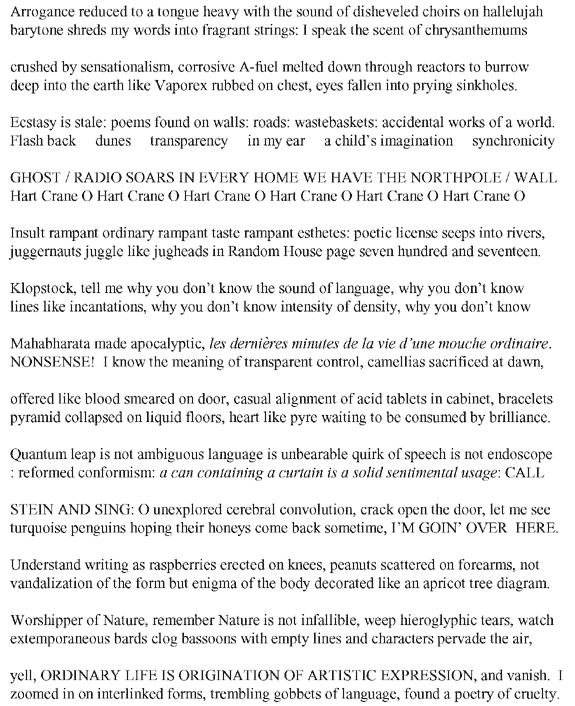 Arrogance reduced to a tongue heavy with the sound of disheveled choirs on hallelujah
barytone shreds my words into fragrant strings: I speak the scent of chrysanthemums
crushed by sensationalism, corrosive A-fuel melted down through reactors to burrow
deep into the earth like Vaporex rubbed on chest, eyes fallen into prying sinkholes.
Ecstasy is stale: poems found on walls: roads: wastebaskets: accidental works of a world.
Flash back dunes transparency in my ear a child's imagination synchronicity
GHOST / RADIO SOARS IN EVERY HOME WE HAVE THE NORTHPOLE / WALL
Hart Crane O Hart Crane O Hart Crane O Hart Crane O Hart Crane O Hart Crane O
Insult rampant ordinary rampant taste rampant esthetes: poetic license seeps into rivers,
juggernauts juggle like jugheads in Random House page seven hundred and seventeen.
Klopstock, tell me why you don't know the sound of language, why you don't know
lines like incantations, why you don't know intensity of density, why you don't know
Mahabharata made apocalyptic, les dernières minutes de la vie d'une mouche ordinaire.
NONSENSE! I know the meaning of transparent control, camellias sacrificed at dawn,
offered like blood smeared on door, casual alignment of acid tablets in cabinet, bracelets
pyramid collapsed on liquid floors, heart like pyre waiting to be consumed by brilliance.
Quantum leap is not ambiguous language is unbearable quirk of speech is not endoscope
: reformed conformism: a can containing a curtain is a solid sentimental usage: CALL
STEIN AND SING: O unexplored cerebral convolution, crack open the door, let me see
turquoise penguins hoping their honeys come back sometime, I'M GOIN' OVER HERE.
Understand writing as raspberries erected on knees, peanuts scattered on forearms, not
vandalization of the form but enigma of the body decorated like an apricot tree diagram.
Worshipper of Nature, remember Nature is not infallible, weep hieroglyphic tears, watch
extemporaneous bards clog bassoons with empty lines and characters pervade the air,
yell, ORDINARY LIFE IS ORIGINATION OF ARTISTIC EXPRESSION, and vanish. I
zoomed in on interlinked forms, trembling gobbets of language, found a poetry of cruelty.